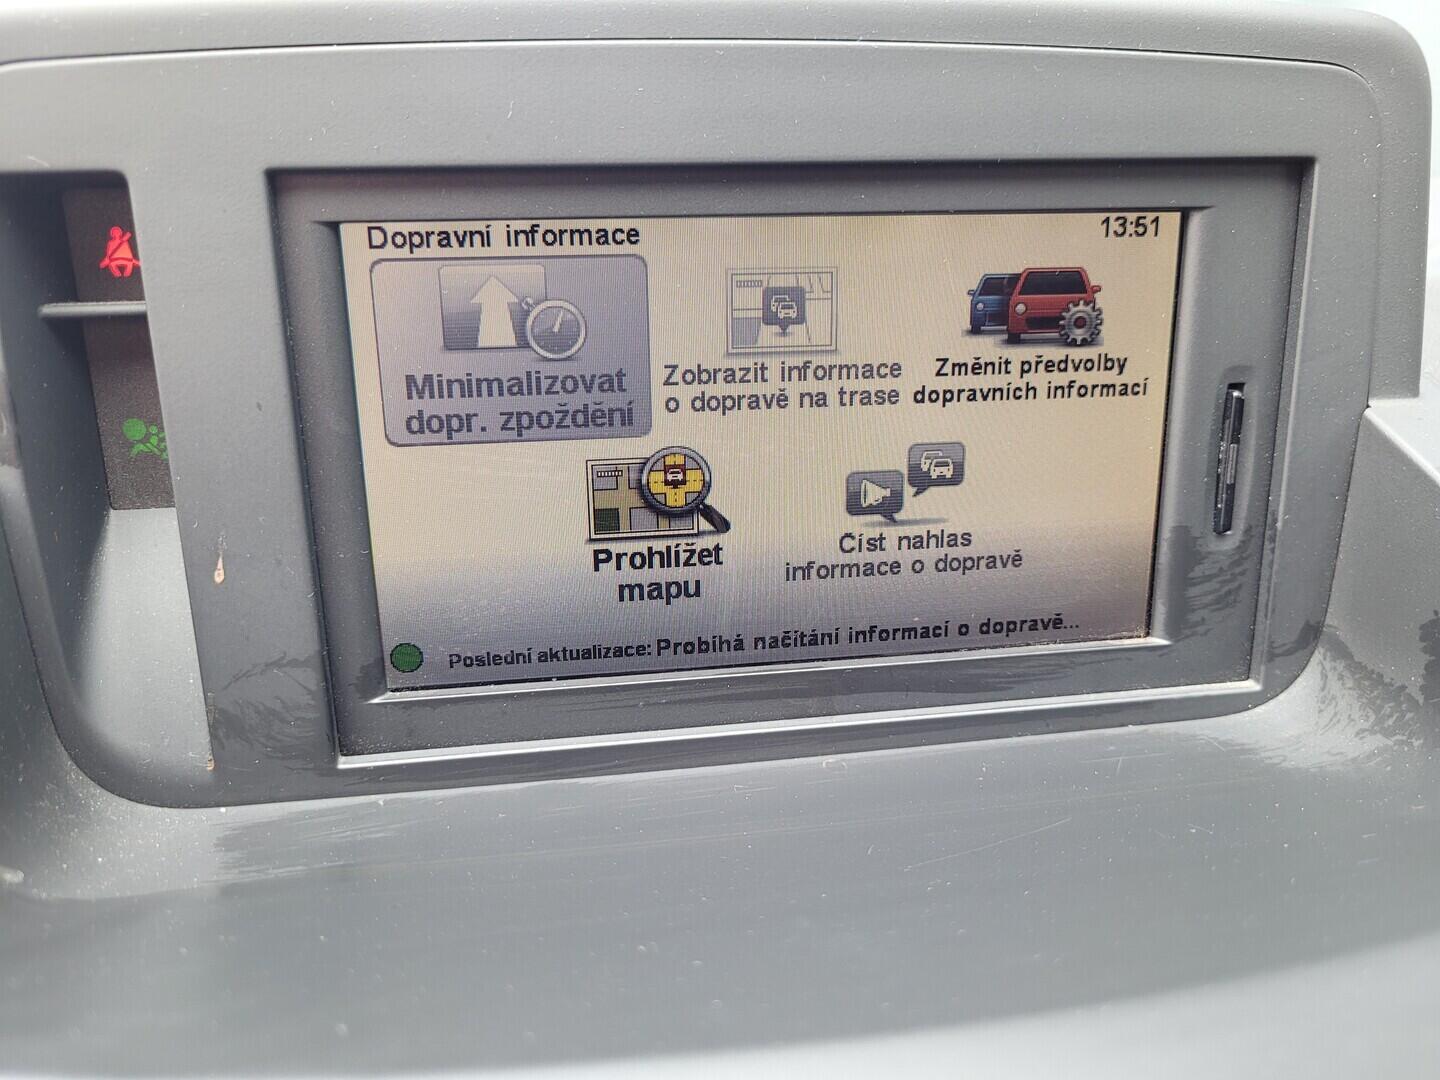 Dopravní informace
13:51
Minimalizovat
dopr. zpoždění
Zobrazit informace
o dopravě na trase
Změnit předvolby
dopravních informací
Prohlížet
mapu
Číst nahlas
informace o dopravě
Poslední aktualizace: Probíhá načítání informací o dopravě...